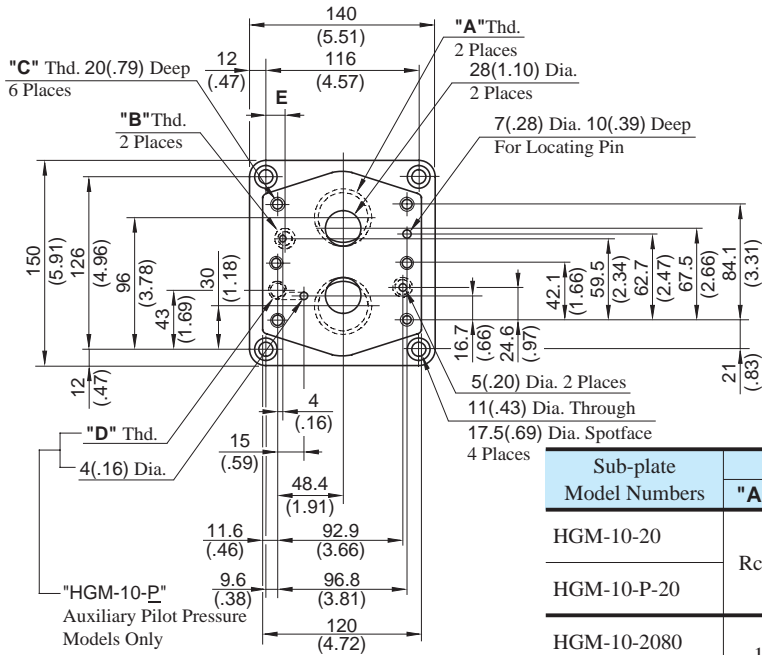 140
(5.51)
"A"Thd.
2 Places
"C" Thd. 20(.79) Deep
6 Places
12
(.47)
116
(4.57)
28(1.10) Dia.
2 Places
E
"B"Thd.
2 Places
7(.28) Dia. 10(.39) Deep
For Locating Pin
150
(5.91)
126
(4.96)
96
(3.78)
43
(1.69)
30
(1.18)
12
(.47)
16.7
(.66)
24.6
(.97)
42.1
(1.66)
59.5
(2.34)
62.7
(2.47)
67.5
(2.66)
84.1
(3.31)
21
(.83)
4
(.16)
5(.20) Dia. 2 Places
11(.43) Dia. Through
17.5(.69) Dia. Spotface
4 Places
"D" Thd.
4(.16) Dia.
15
(.59)
48.4
(1.91)
11.6
(.46)
92.9
(3.66)
9.6
(.38)
96.8
(3.81)
120
(4.72)
"HGM-10-P"
Auxiliary Pilot Pressure
Models Only
Sub-plate
Model Numbers
"A
HGM-10-20
Rc
HGM-10-P-20
HGM-10-2080
1